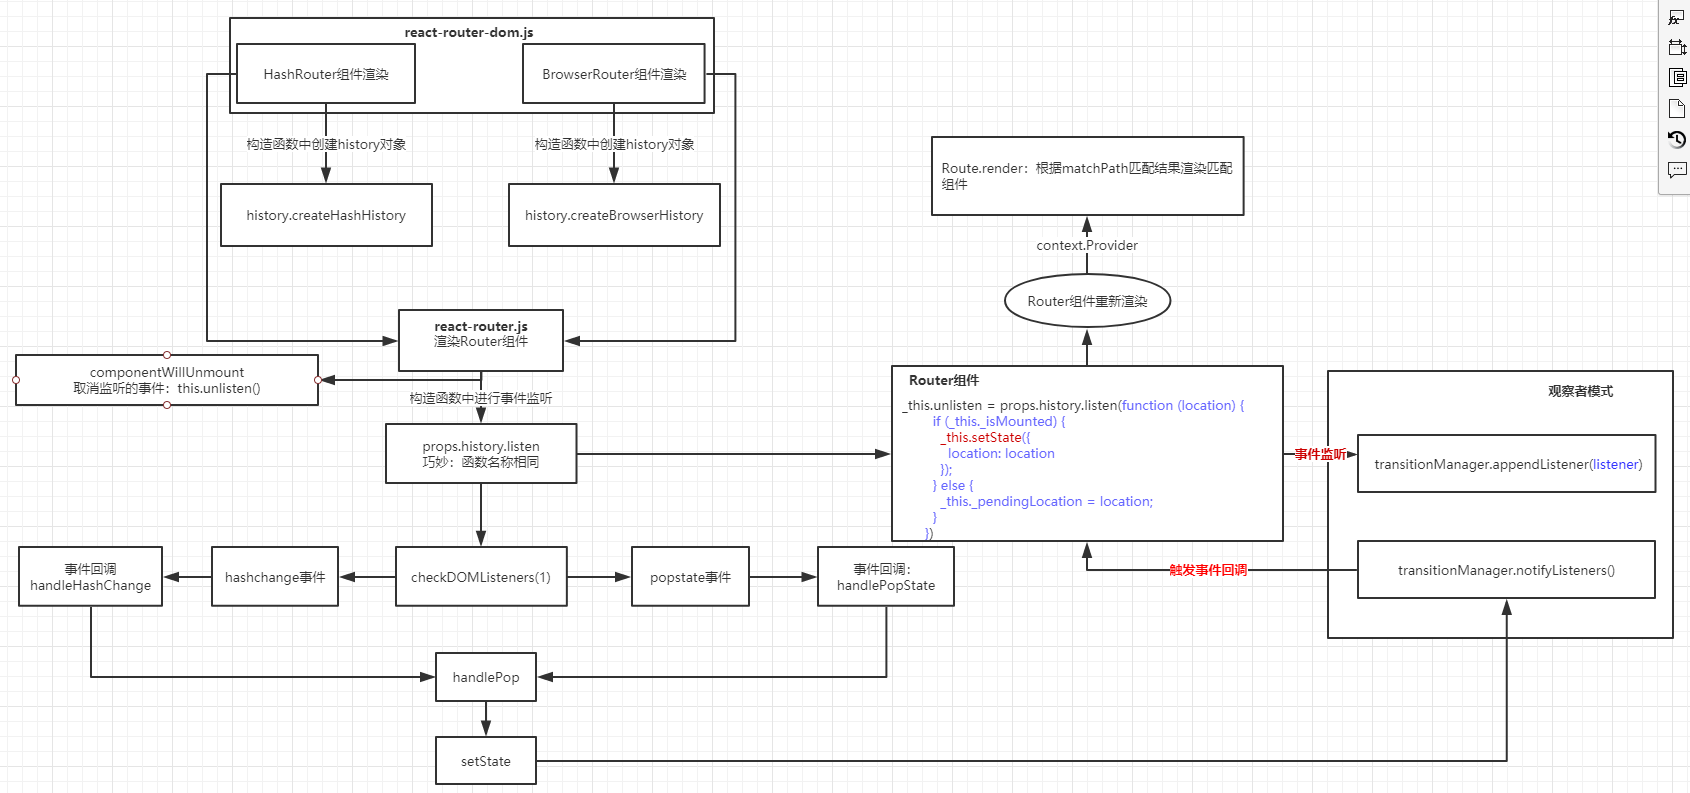 react-router-dom.js
HashRouter组件渲染
BrowserRouter组件渲染
构造函数中创建history对象
构造函数中创建history对象
history.createHashHistory
history.createBrowserHistory
Route.render：根据matchPath匹配结果渲染匹配
组件
context.Provider
Router组件重新渲染
react-router.js
渲染Router组件
componentWillUnmount
取消监听的事件：this.unlisten()
构造函数中进行事件监听
props.history.listen
巧妙：函数名称相同
Router组件
_this.unlisten = props.history.listen(function (location) {
if (_this._isMounted) {
_this.setState({
location: location
});
} else {
_this._pendingLocation = location;
}
})
事件监听
观察者模式
transitionManager.appendListener(listener)
触发事件回调
transitionManager.notifyListeners()
事件回调
handleHashChange
hashchange事件
checkDOMListeners(1)
popstate事件
事件回调：
handlePopState
handlePop
setState